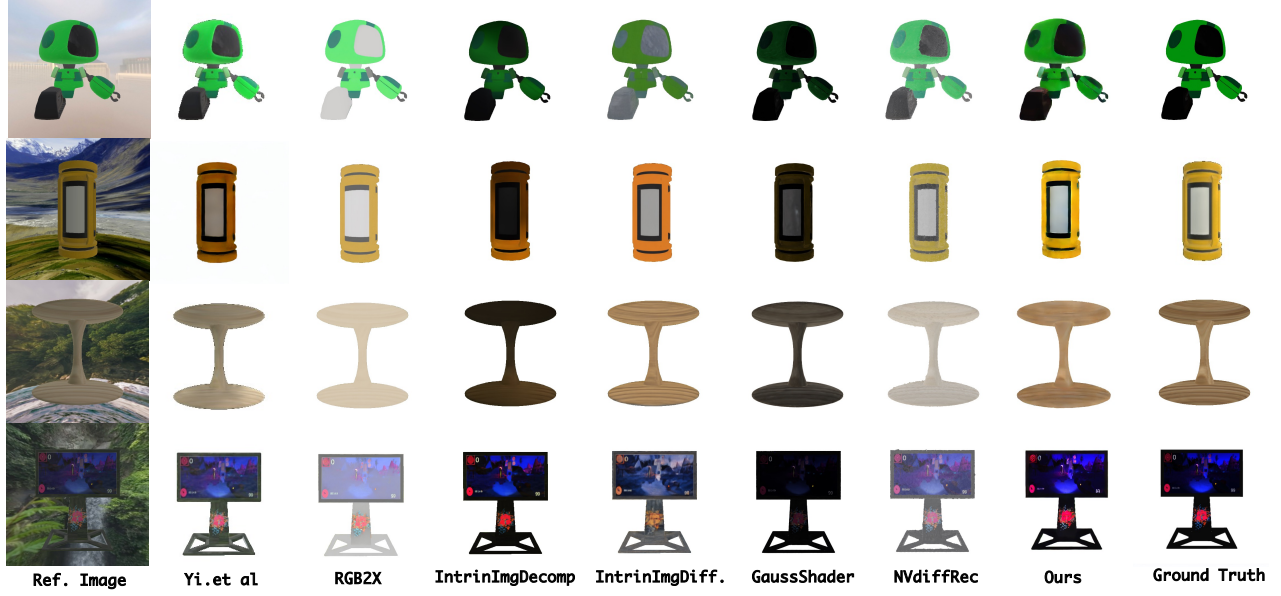 Ref. Image
Yi.et al
RGB2X
IntrinImgDecomp
IntrinImgDiff.
GaussShader
NVdiffRec
Ours
Ground Truth